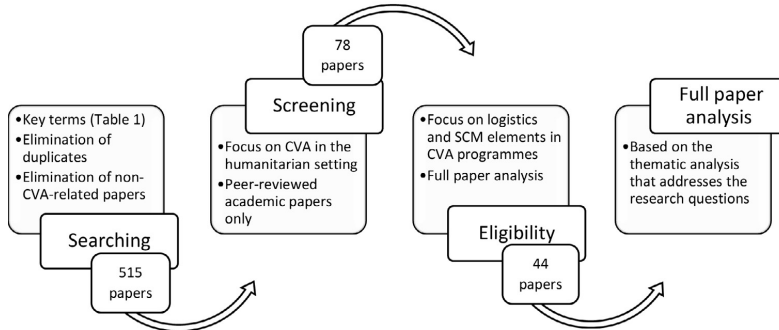 •Key terms (Table 1)
•Elimination of
duplicates
•Elimination of non-
CVA-related papers
Searching
515
papers
78
papers
Screening
•Focus on CVA in the
humanitarian setting
•Peer-reviewed
academic papers
only
•Focus on logistics
and SCM elements in
CVA programmes
•Full paper analysis
Eligibility
44
papers
Full paper
analysis
•Based on the
thematic analysis
that addresses the
research questions